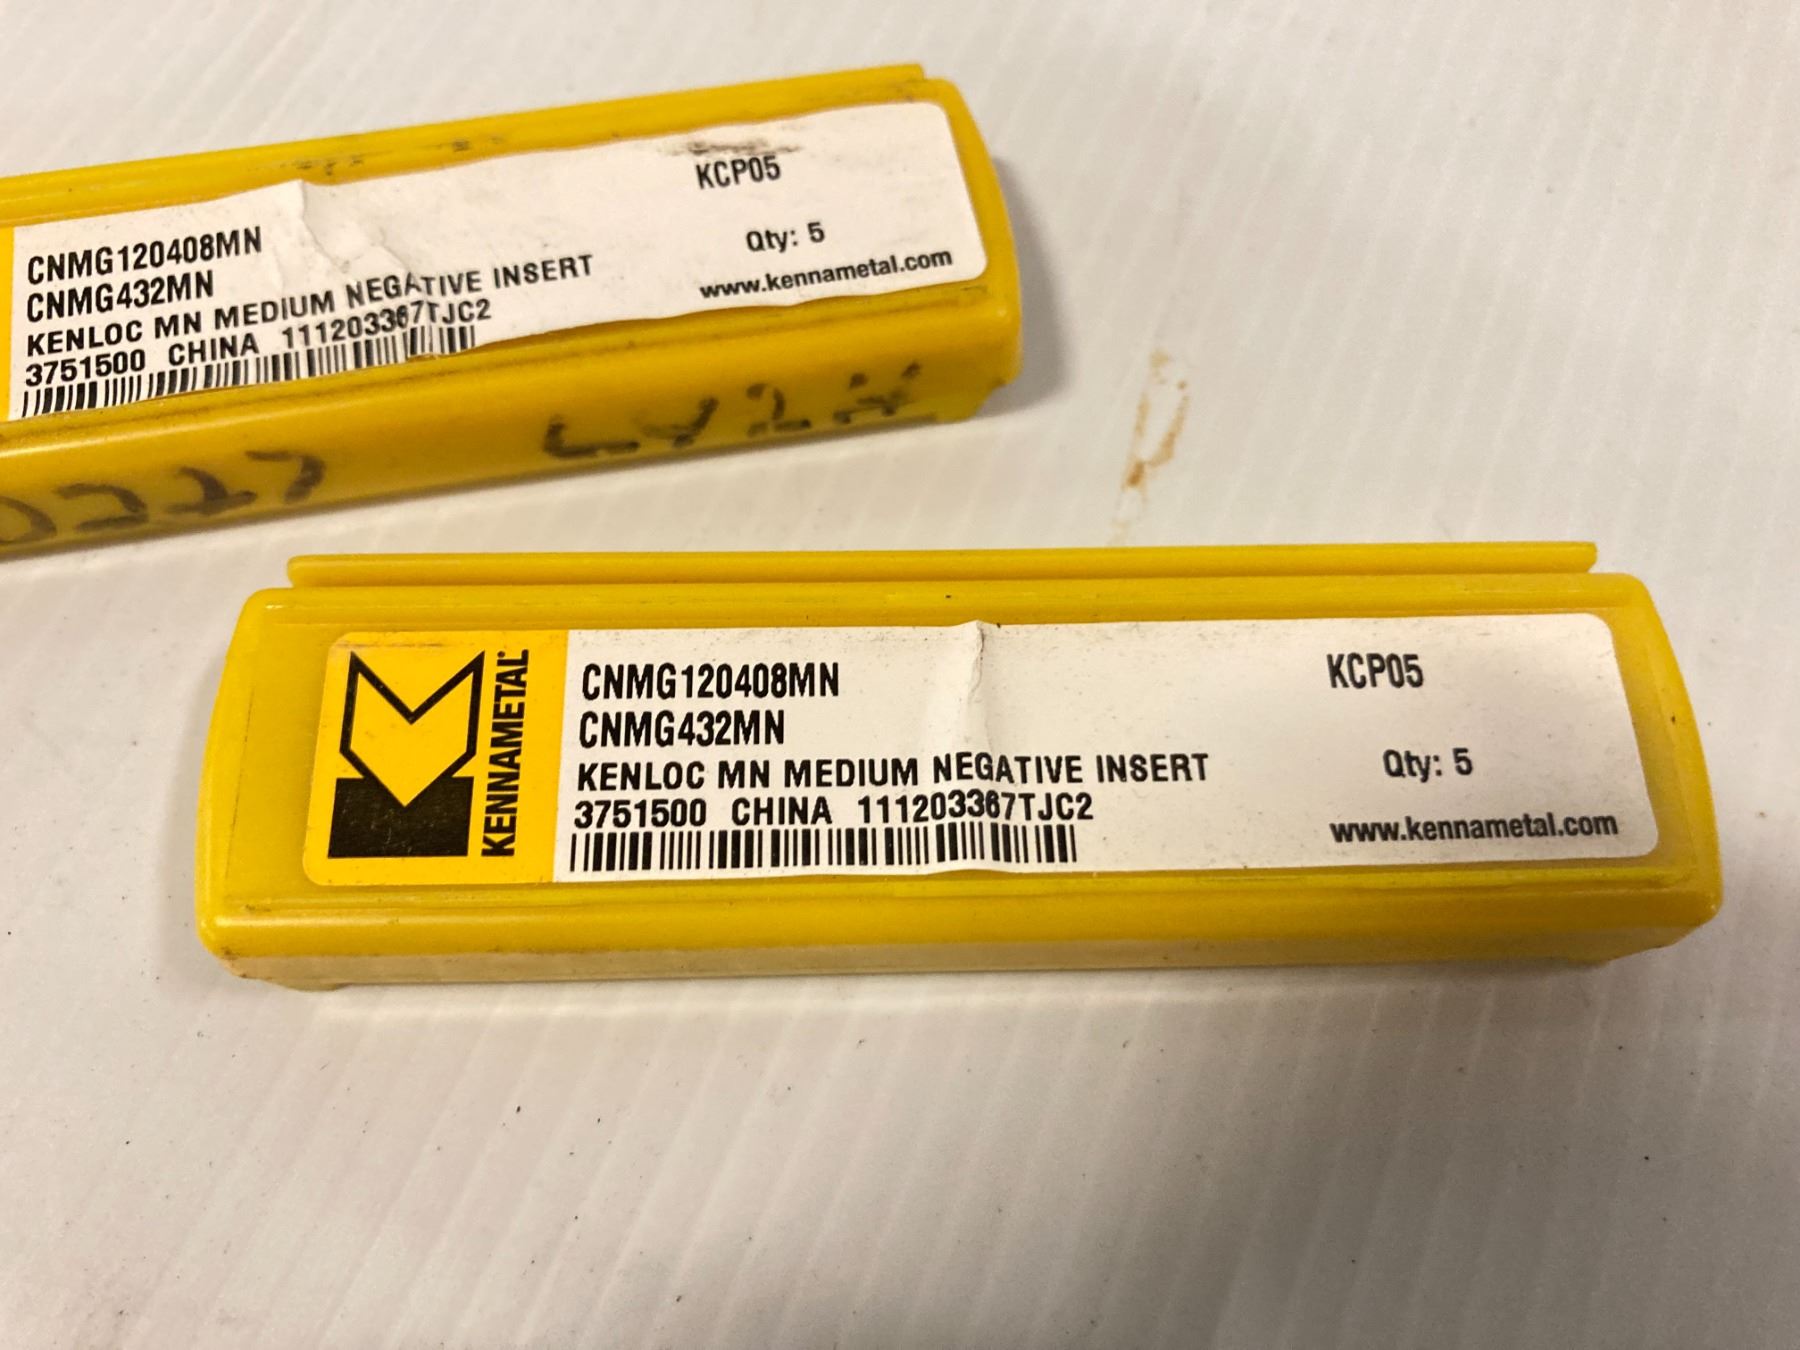 CNMG120408MN
CNMG432MN
KENLOC MN MEDIUM NEGATIVE INSERT
3751500 CHINA 111203367TJC2
KCP05
Qty: 5
www.kennametal.com
KENNAMETAL
CNMG120408MN
CNMG432MN
KENLOC MN MEDIUM NEGATIVE INSERT
3751500 CHINA 111203367TJC2
KCP05
Qty: 5
www.kennametal.com